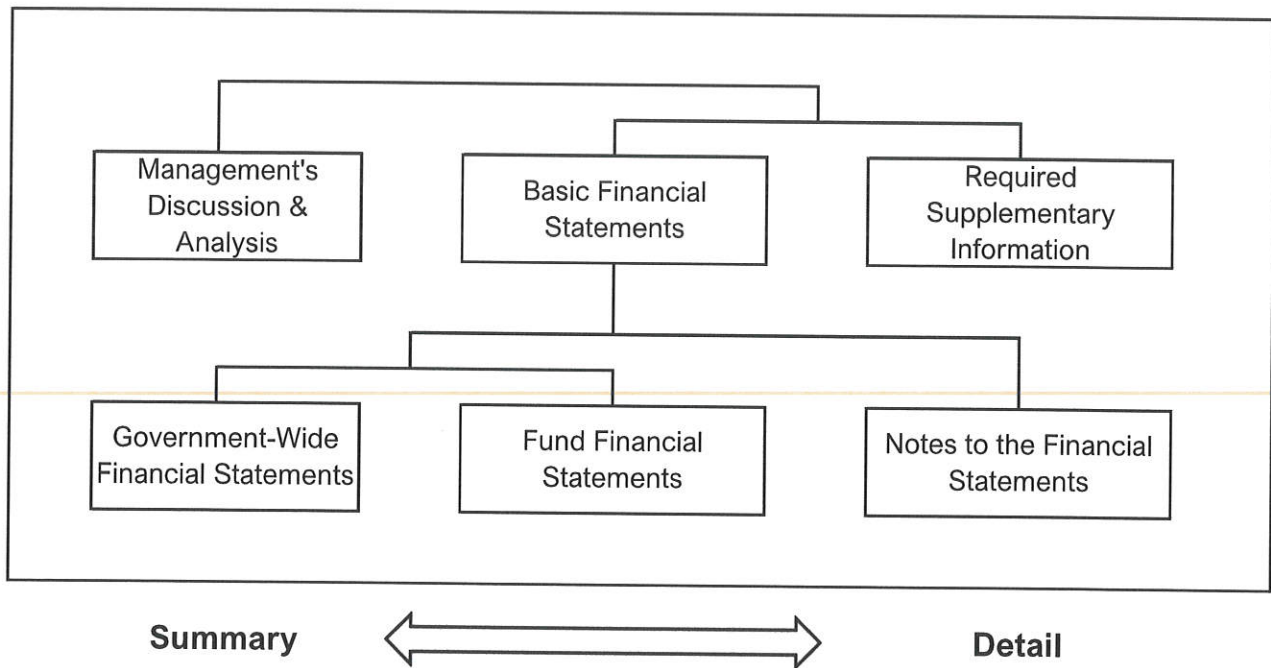 Management's
Discussion &
Analysis
Basic Financial
Statements
Required
Supplementary
Information
Government-Wide
Financial Statements
Fund Financial
Statements
Notes to the Financial
Statements
Summary
Detail